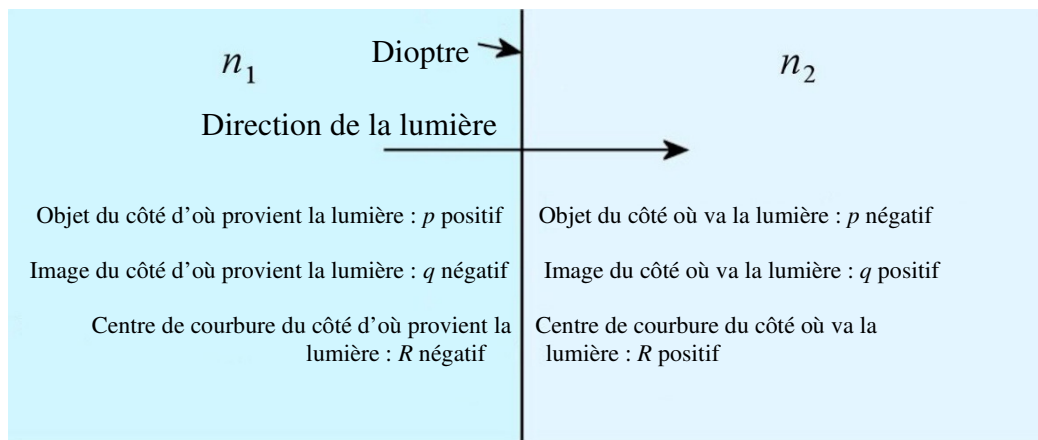 n₁
Dioptre
n₂
Direction de la lumière
Objet du côté d’où provient la lumière : p positif
Objet du côté où va la lumière : p négatif
Image du côté d’où provient la lumière : q négatif
Image du côté où va la lumière : q positif
Centre de courbure du côté d’où provient la
lumière : R négatif
Centre de courbure du côté où va la
lumière : R positif